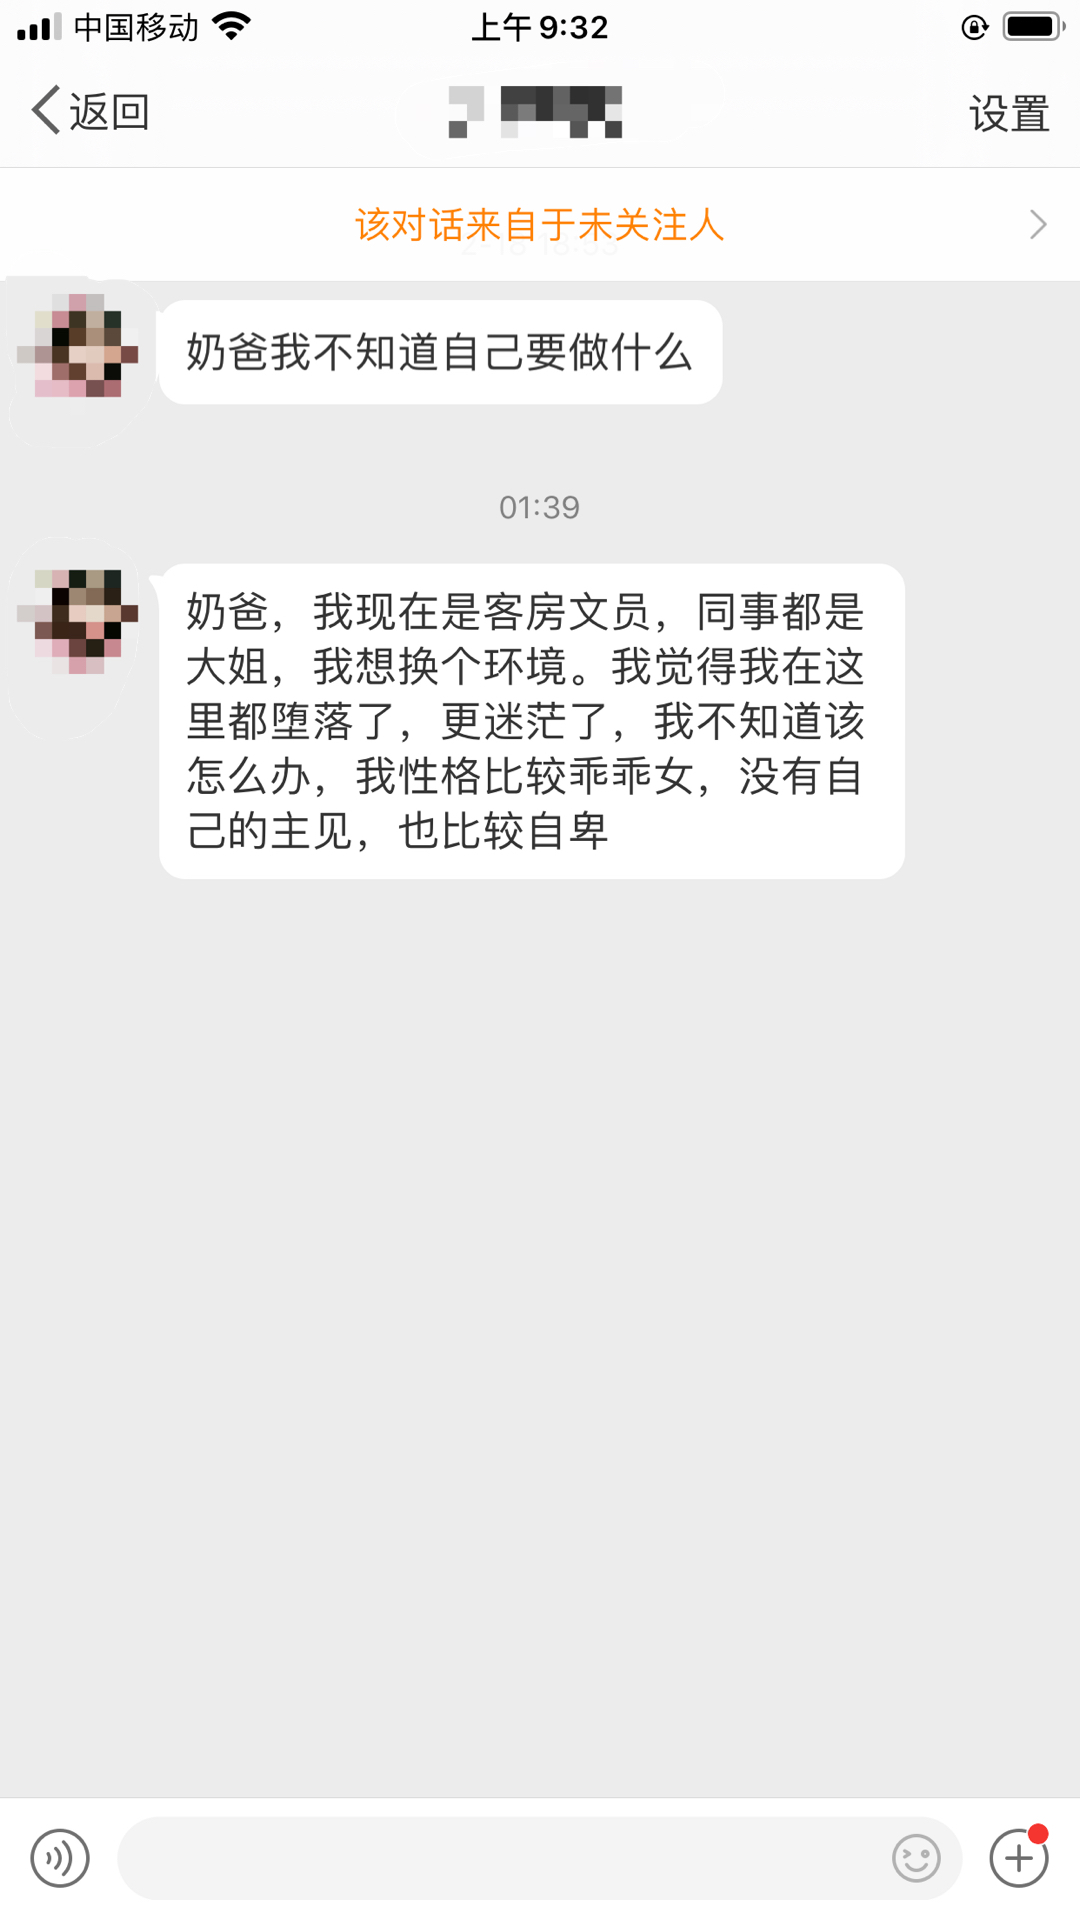 中国移动
上午 9:32
返回
设置
该对话来自于未关注人
奶爸我不知道自己要做什么
01:39
奶爸，我现在是客房文员，同事都是
大姐，我想换个环境。我觉得我在这
里都堕落了，更迷茫了，我不知道该
怎么办，我性格比较乖乖女，没有自
己的主见，也比较自卑